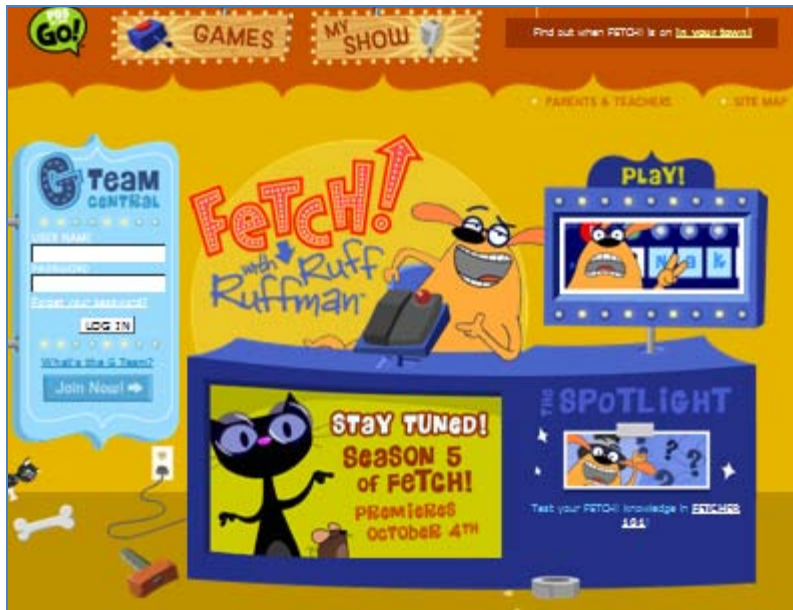 PBS
GO!
GAMES
MY
SHOW
Find out when FETCH! is on in your town!
PARENTS & TEACHERS
SITE MAP
G TEAM
CENTRAL
USER NAME
PASSWORD
Forgot your password?
LOG IN
What's the G Team?
Join Now!
FETCH!
with Ruff
Ruffman
PLAY!
STAY TUNED!
SEASON 5
OF FETCH!
PREMIERES
OCTOBER 4TH
THE
SPOTLIGHT
? ? ?
Test your FETCH! knowledge in FETCHER
101!